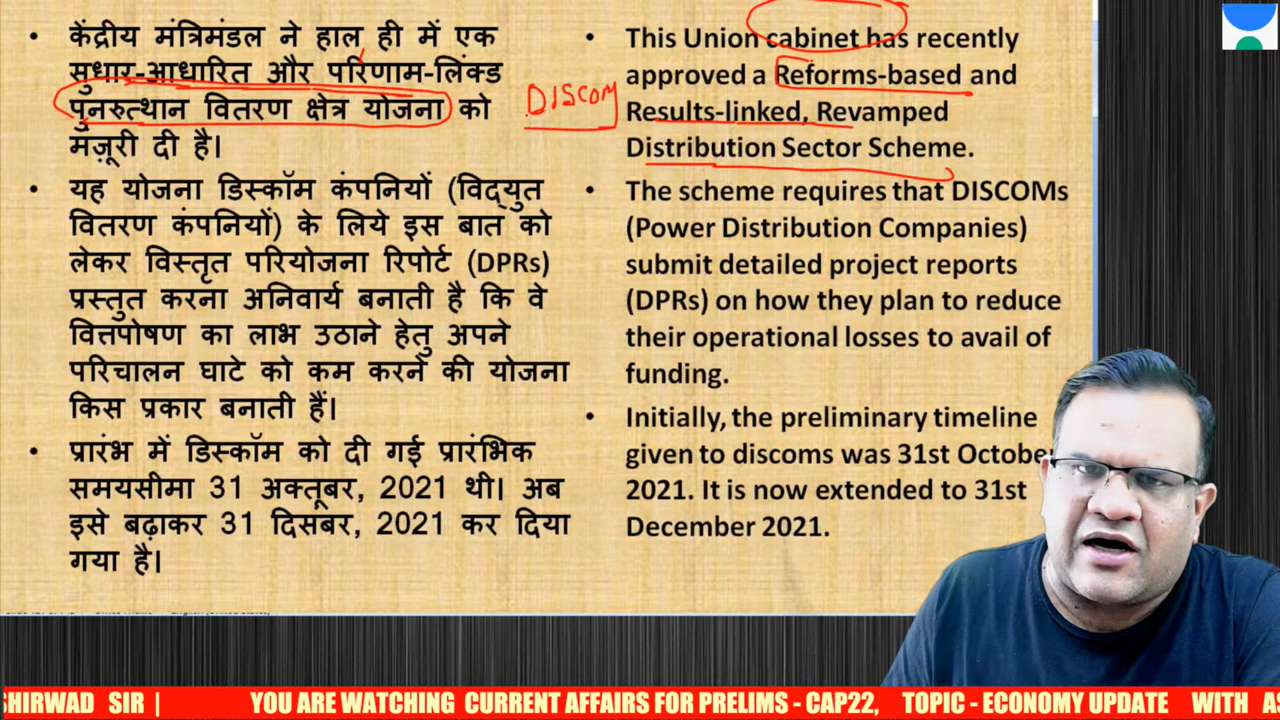 • केंद्रीय मंत्रिमंडल ने हाल ही में एक
सुधार-आधारित और परिणाम-लिंक्ड
पुनरुत्थान वितरण क्षेत्र योजना को
मंज़ूरी दी है।
• यह योजना डिस्कॉम कंपनियों (विद्युत
वितरण कंपनियों) के लिये इस बात को
लेकर विस्तृत परियोजना रिपोर्ट (DPRs)
प्रस्तुत करना अनिवार्य बनाती है कि वे
वित्तपोषण का लाभ उठाने हेतु अपने
परिचालन घाटे को कम करने की योजना
किस प्रकार बनाती हैं।
• प्रारंभ में डिस्कॉम को दी गई प्रारंभिक
समयसीमा 31 अक्तूबर, 2021 थी। अब
इसे बढ़ाकर 31 दिसंबर, 2021 कर दिया
गया है।
DISCOM
• This Union cabinet has recently
approved a Reforms-based and
Results-linked, Revamped
Distribution Sector Scheme.
• The scheme requires that DISCOMs
(Power Distribution Companies)
submit detailed project reports
(DPRs) on how they plan to reduce
their operational losses to avail of
funding.
• Initially, the preliminary timeline
given to discoms was 31st Octobe
2021. It is now extended to 31st
December 2021.
SHIRWAD SIR | YOU ARE WATCHING CURRENT AFFAIRS FOR PRELIMS - CAP22, TOPIC - ECONOMY UPDATE WITH AS